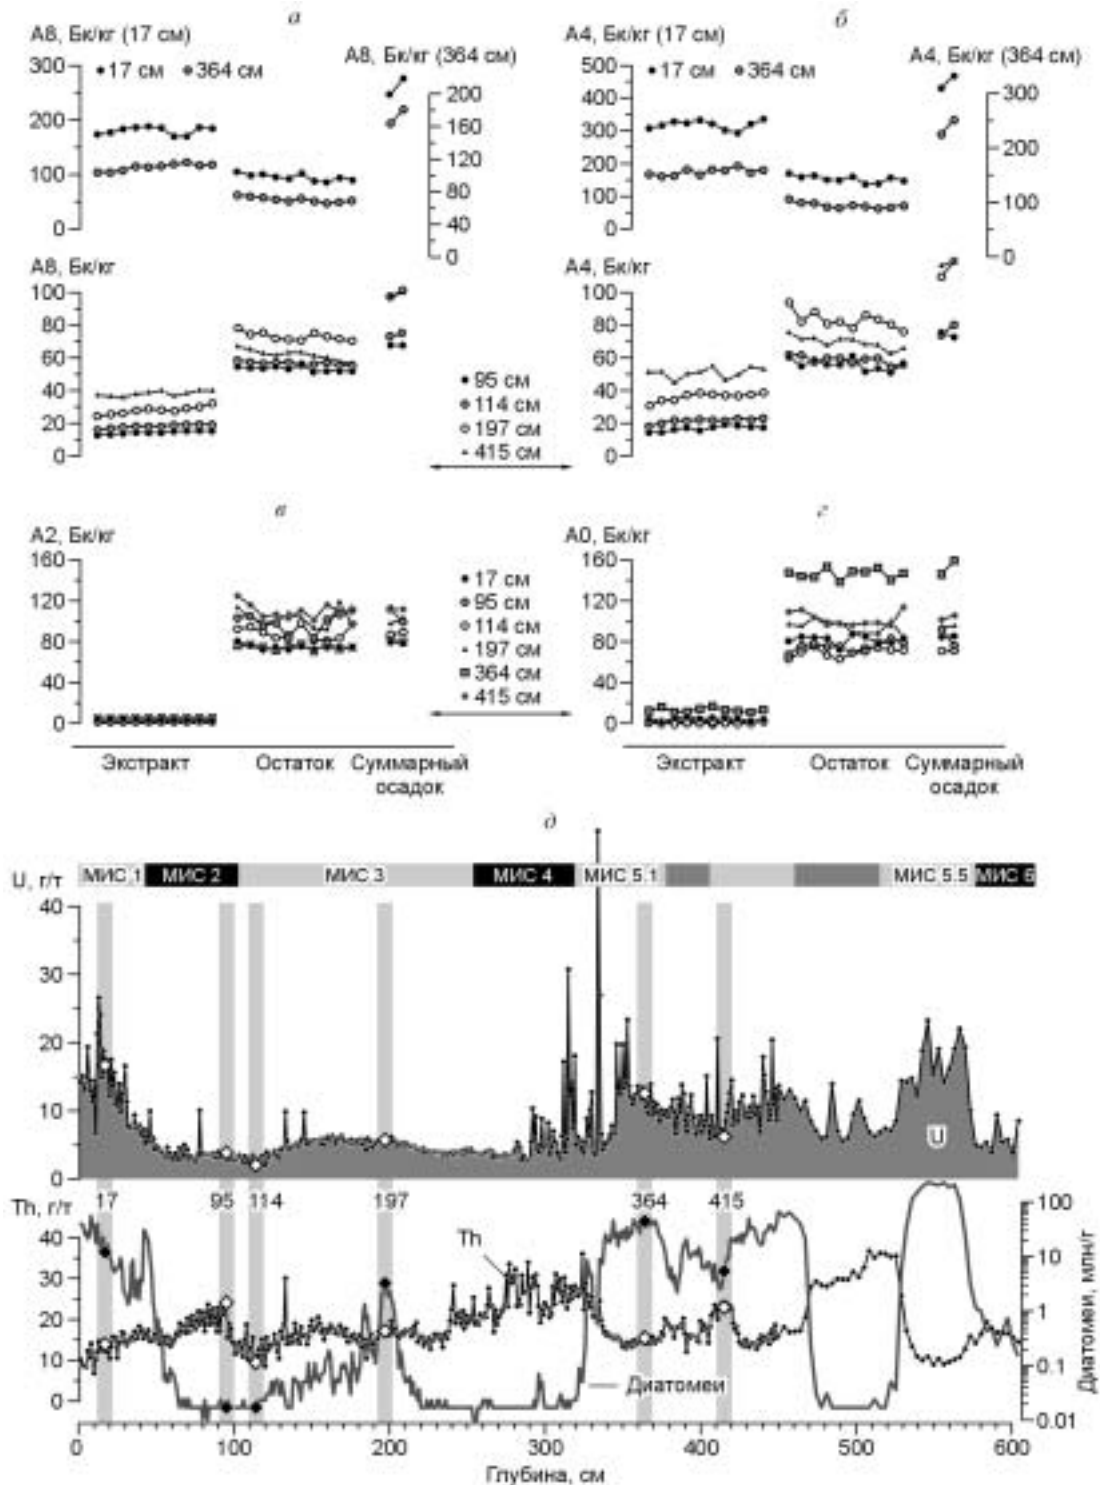 а
б
A8, Бк/кг (17 см)
A8, Бк/кг (364 см)
A4, Бк/кг (17 см)
A4, Бк/кг (364 см)
300
200
100
0
17 см
364 см
200
160
120
80
40
0
500
400
300
200
100
0
17 см
364 см
300
200
100
0
A8, Бк/кг
100
80
60
40
20
0
95 см
114 см
197 см
415 см
A4, Бк/кг
100
80
60
40
20
0
в
г
A2, Бк/кг
160
120
80
40
0
17 см
95 см
114 см
197 см
364 см
415 см
A0, Бк/кг
160
120
80
40
0
Экстракт
Остаток
Суммарный
осадок
Экстракт
Остаток
Суммарный
осадок
д
U, г/т
МИС 1
МИС 2
МИС 3
МИС 4
МИС 5.1
МИС 5.5
МИС 6
40
30
20
10
0
U
Th, г/т
17
95
114
197
364
415
40
30
20
10
0
Th
Диатомеи
100
10
1
0.1
0.01
Диатомеи, млн/г
0
100
200
300
400
500
600
Глубина, см